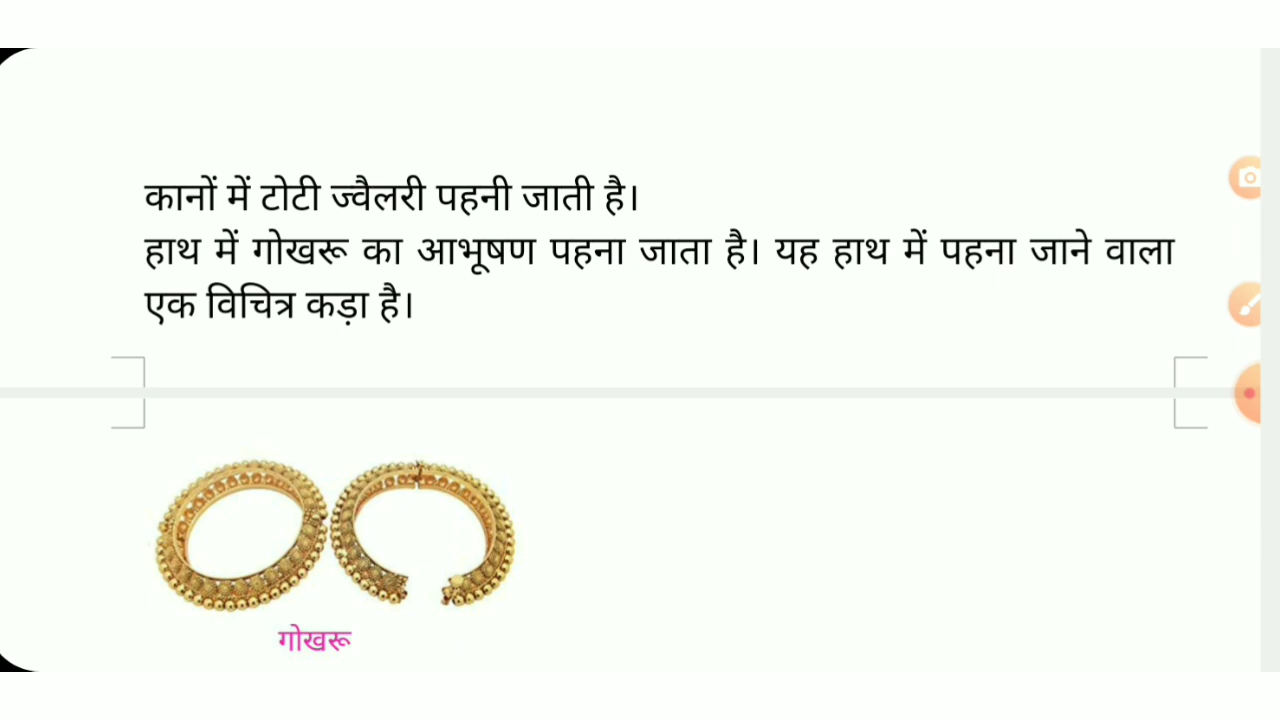 कानों में टोटी ज्वैलरी पहनी जाती है।
हाथ में गोखरू का आभूषण पहना जाता है। यह हाथ में पहना जाने वाला
एक विचित्र कड़ा है।
गोखरू